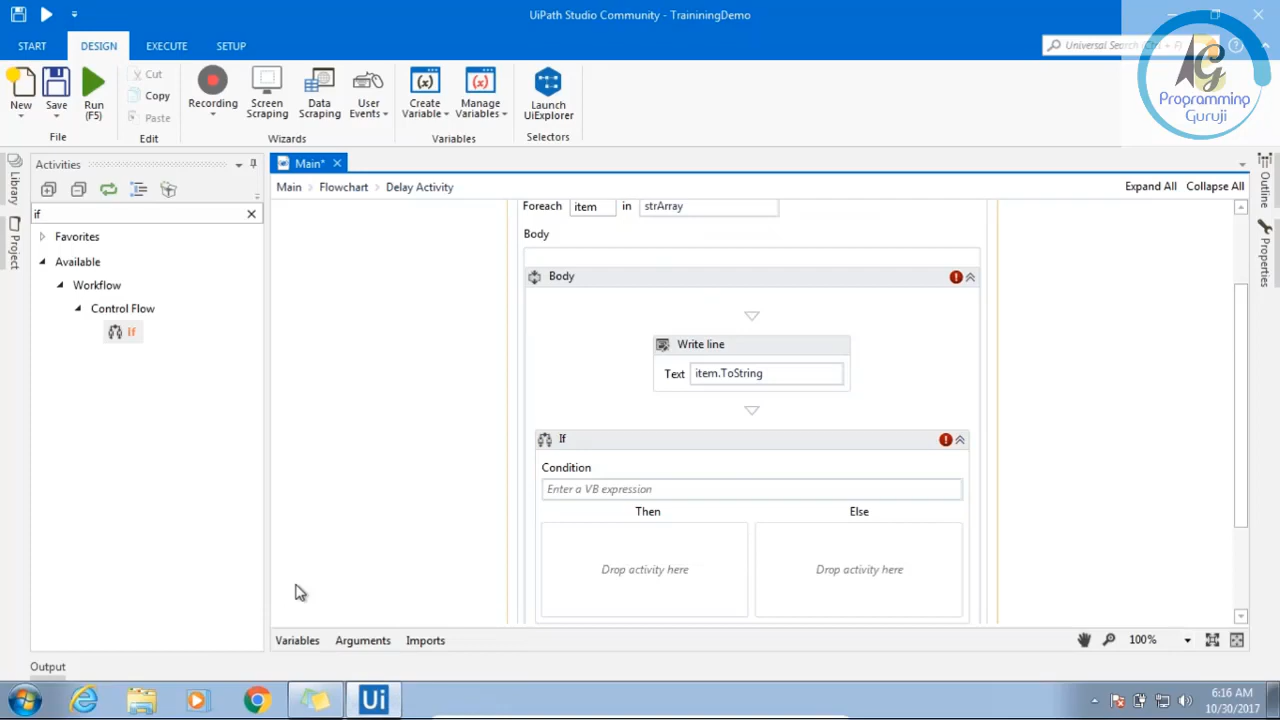 UiPath Studio Community - TraininingDemo
START DESIGN EXECUTE SETUP
Universal Search (Ctrl + F)
New Save Run (F5)
Cut
Copy
Paste
Recording Screen Scraping Data Scraping User Events
Create Variable Manage Variables Launch UiExplorer
File Edit Wizards Variables Selectors
Programming
Guruji
Activities
Main*
Library
Project
Outline
Properties
Main > Flowchart > Delay Activity
Expand All Collapse All
if
Favorites
Available
Workflow
Control Flow
If
Foreach item in strArray
Body
Body
Write line
Text item.ToString
If
Condition
Enter a VB expression
Then Else
Drop activity here Drop activity here
Variables Arguments Imports 100%
Output
Ui
6:16 AM
10/30/2017